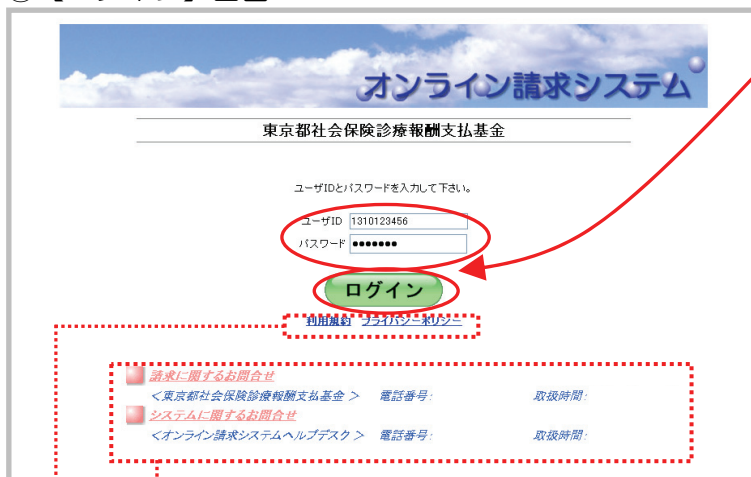 オンライン請求システム
東京都社会保険診療報酬支払基金
ユーザIDとパスワードを入力して下さい。
ユーザID 1310123456
パスワード ●●●●●●●
ログイン
利用規約 プライバシーポリシー
請求に関するお問合せ
＜東京都社会保険診療報酬支払基金 ＞ 電話番号: 取扱時間:
システムに関するお問合せ
＜オンライン請求システムヘルプデスク ＞ 電話番号: 取扱時間: